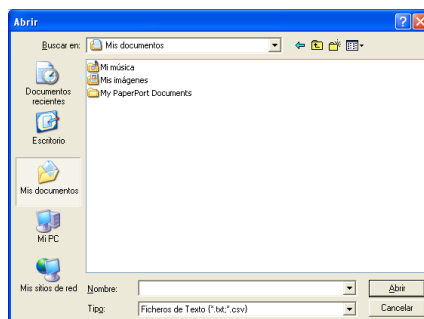 Abrir
Buscar en: Mis documentos
Mi música
Mis imágenes
My PaperPort Documents
Documentos
recientes
Escritorio
Mis documentos
Mi PC
Mis sitios de red
Nombre:
Abrir
Tipo: Ficheros de Texto (*.txt;*.csv)
Cancelar